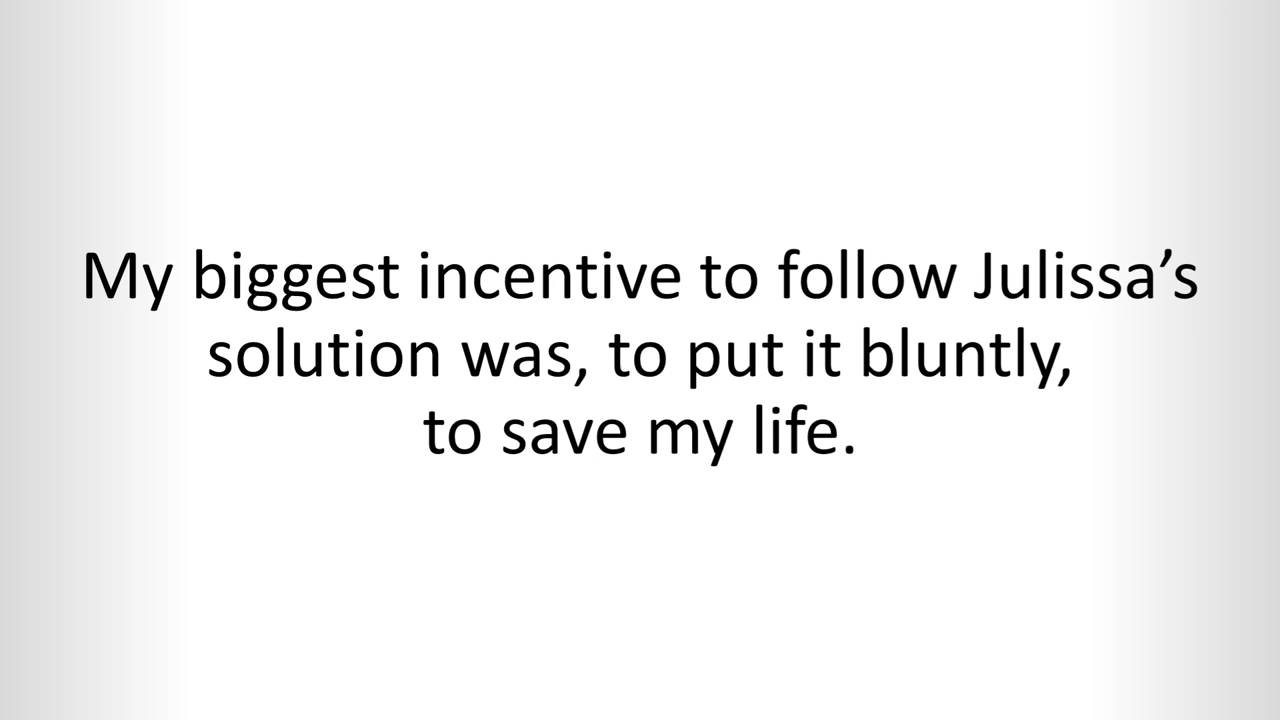 My biggest incentive to follow Julissa’s
solution was, to put it bluntly,
to save my life.